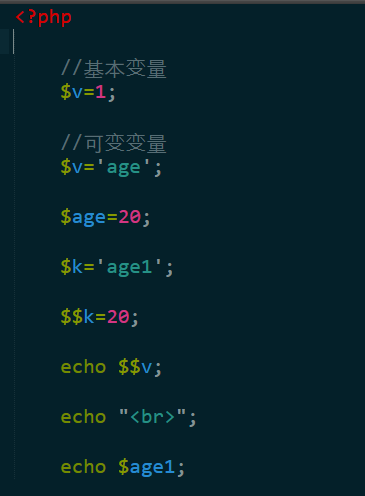 <?php
//基本变量
$v=1;
//可变变量
$v='age';
$age=20;
$k='age1';
$$k=20;
echo $$v;
echo "<br>";
echo $age1;